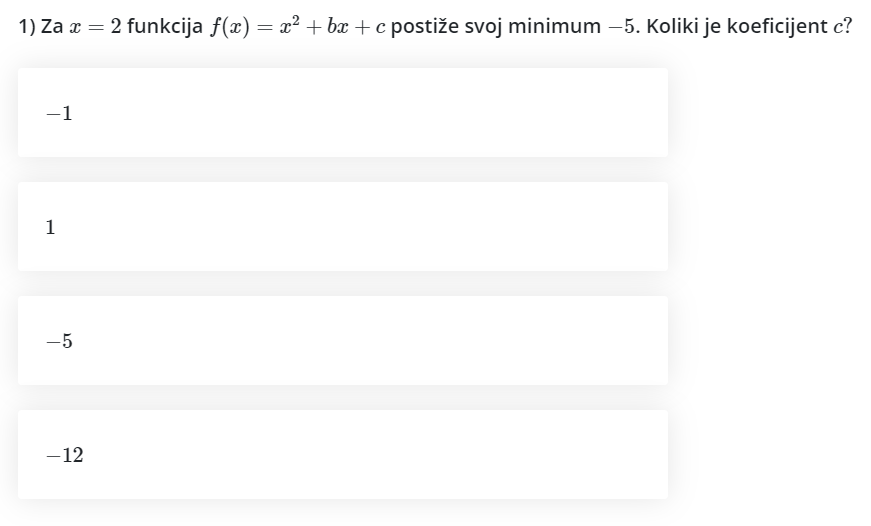 1) Za x = 2 funkcija f(x) = x² + bx + c postiže svoj minimum −5. Koliki je koeficijent c?
−1
1
−5
−12